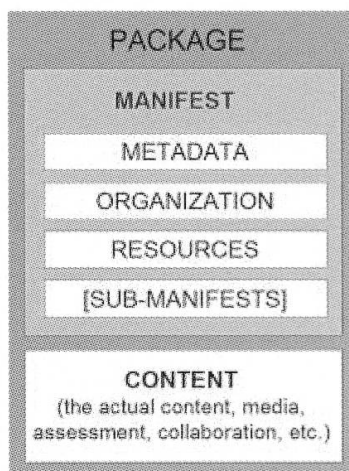 PACKAGE
MANIFEST
METADATA
ORGANIZATION
RESOURCES
[SUB-MANIFESTS]
CONTENT
(the actual content, media,
assessment, collaboration, etc.)